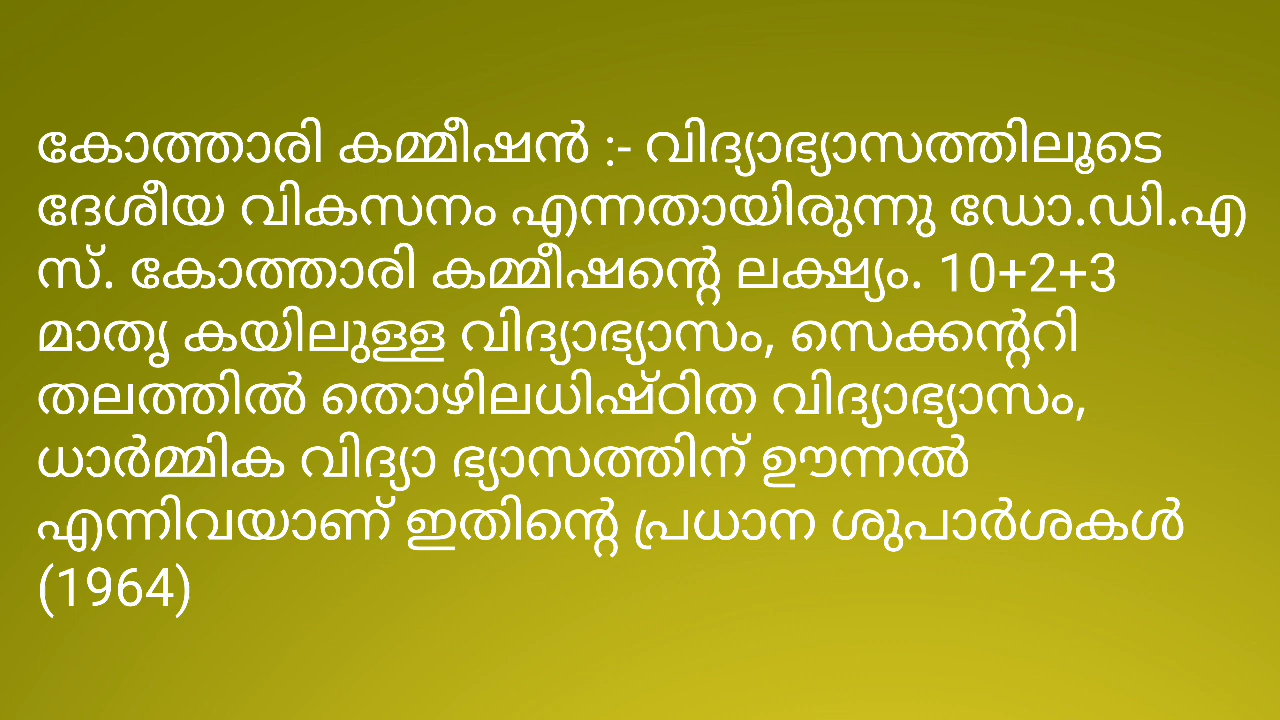 കോത്താരി കമ്മീഷൻ :- വിദ്യാഭ്യാസത്തിലൂടെ
ദേശീയ വികസനം എന്നതായിരുന്നു ഡോ.ഡി.എ
സ്. കോത്താരി കമ്മീഷന്റെ ലക്ഷ്യം. 10+2+3
മാതൃ കയിലുള്ള വിദ്യാഭ്യാസം, സെക്കന്ററി
തലത്തിൽ തൊഴിലധിഷ്ഠിത വിദ്യാഭ്യാസം,
ധാർമ്മിക വിദ്യാ ഭ്യാസത്തിന് ഊന്നൽ
എന്നിവയാണ് ഇതിന്റെ പ്രധാന ശുപാർശകൾ
(1964)